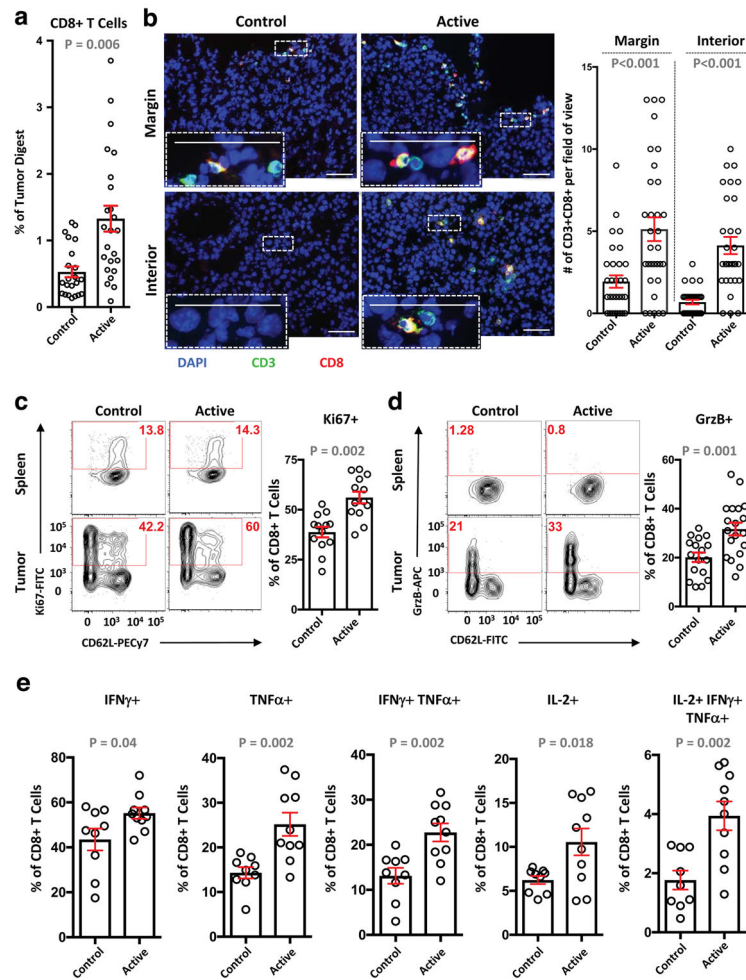 a
CD8+ T Cells
P = 0.006
% of Tumor Digest
4
3
2
1
0
Control
Active
b
Control
Active
Margin
Interior
DAPI
CD3
CD8
Margin
Interior
P<0.001
P<0.001
# of CD3+CD8+ per field of view
15
10
5
0
Control
Active
Control
Active
c
Control
Active
Spleen
13.8
14.3
Tumor
42.2
60
Ki67-FITC
10⁵
10⁴
10³
0
0 10³ 10⁴ 10⁵
CD62L-PECy7
Ki67+
P = 0.002
% of CD8+ T Cells
75
50
25
0
Control
Active
d
Control
Active
Spleen
1.28
0.8
Tumor
21
33
GrzB-APC
10⁵
10⁴
10³
0
0 10³ 10⁴ 10⁵
CD62L-FITC
GrzB+
P = 0.001
% of CD8+ T Cells
60
40
20
0
Control
Active
e
IFNγ+
P = 0.04
% of CD8+ T Cells
80
60
40
20
0
Control
Active
TNFα+
P = 0.002
% of CD8+ T Cells
40
30
20
10
0
Control
Active
IFNγ+ TNFα+
P = 0.002
% of CD8+ T Cells
40
30
20
10
0
Control
Active
IL-2+
P = 0.018
% of CD8+ T Cells
20
15
10
5
0
Control
Active
IL-2+ IFNγ+
TNFα+
P = 0.002
% of CD8+ T Cells
6
4
2
0
Control
Active